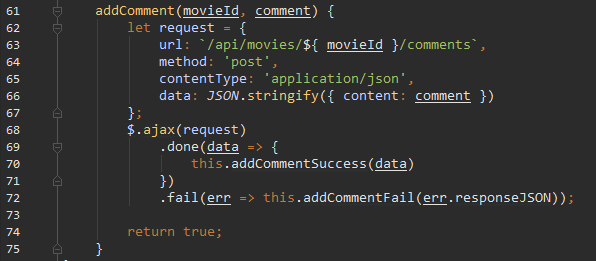 61 addComment(movieId, comment) {
62 let request = {
63 url: `/api/movies/${ movieId }/comments`,
64 method: 'post',
65 contentType: 'application/json',
66 data: JSON.stringify({ content: comment })
67 };
68 $.ajax(request)
69 .done(data => {
70 this.addCommentSuccess(data)
71 })
72 .fail(err => this.addCommentFail(err.responseJSON));
73
74 return true;
75 }